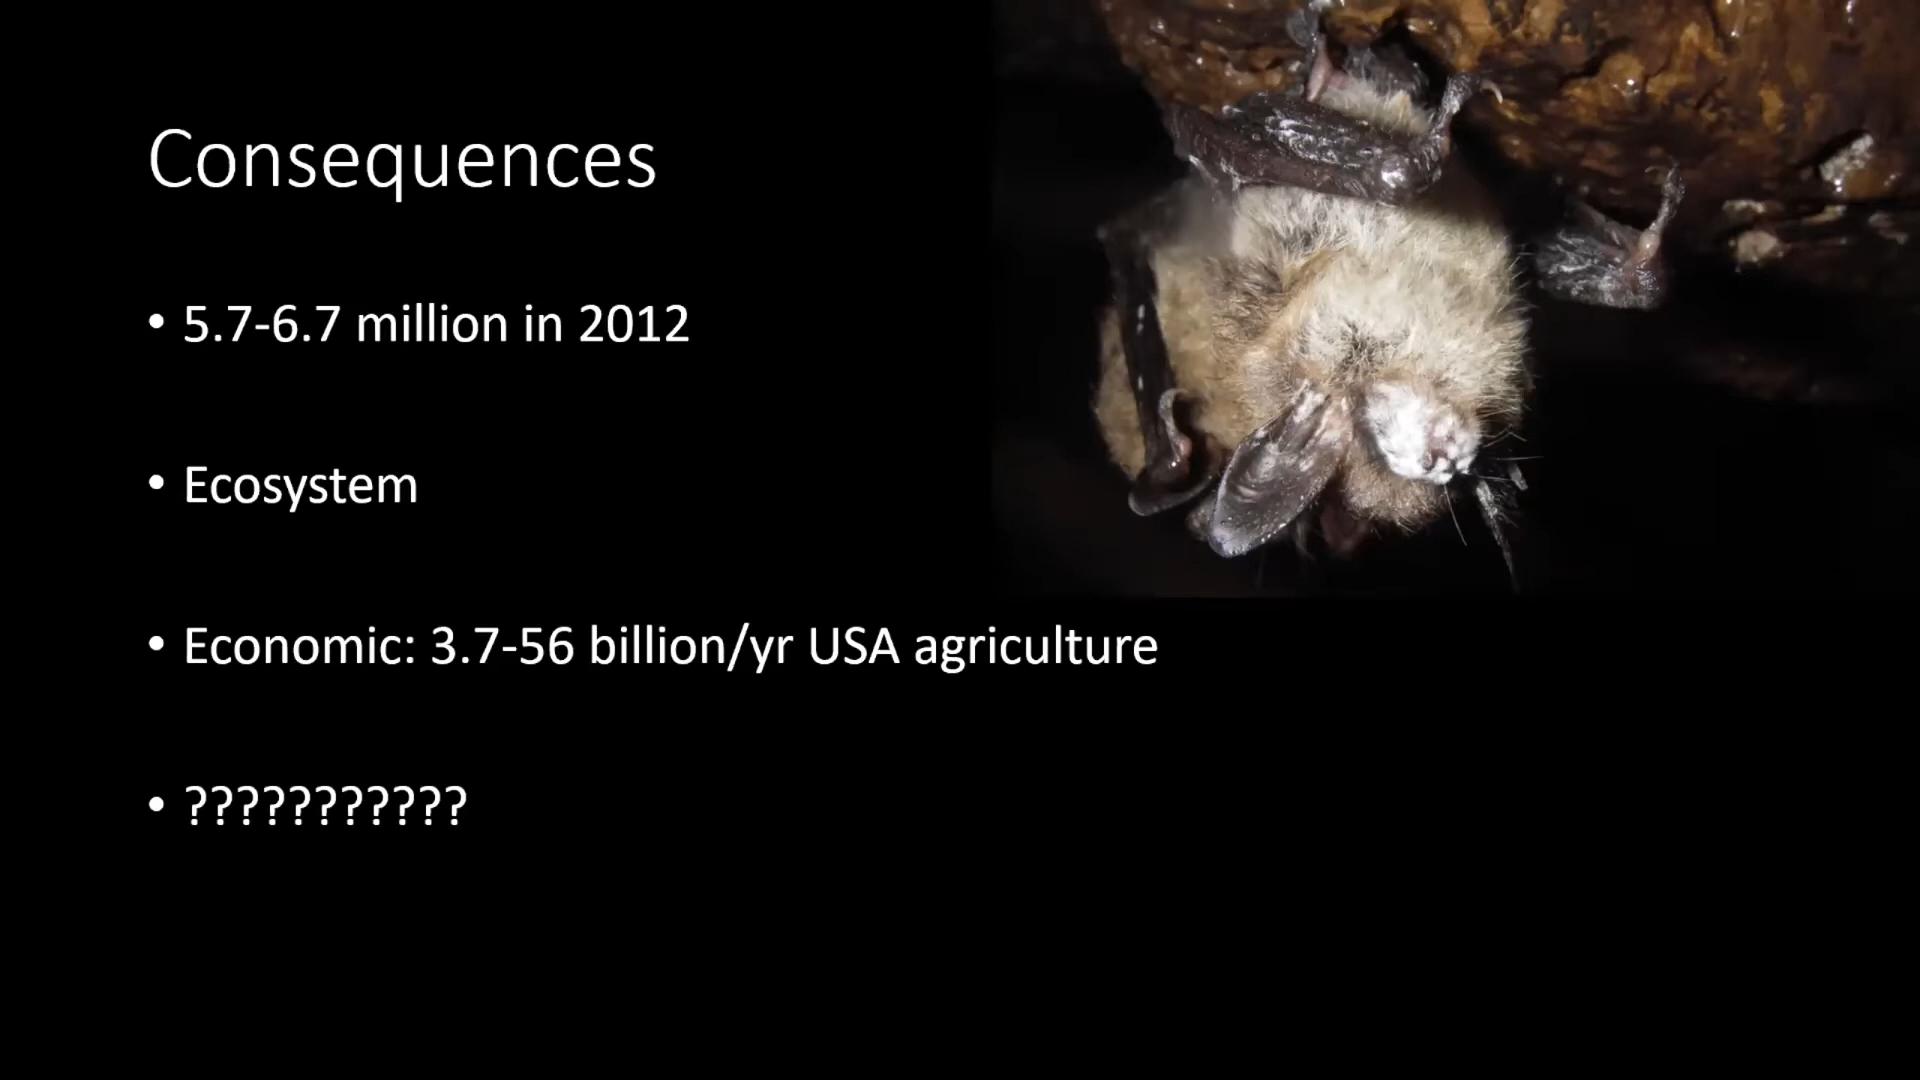 Consequences
• 5.7-6.7 million in 2012
• Ecosystem
• Economic: 3.7-56 billion/yr USA agriculture
• ???????????